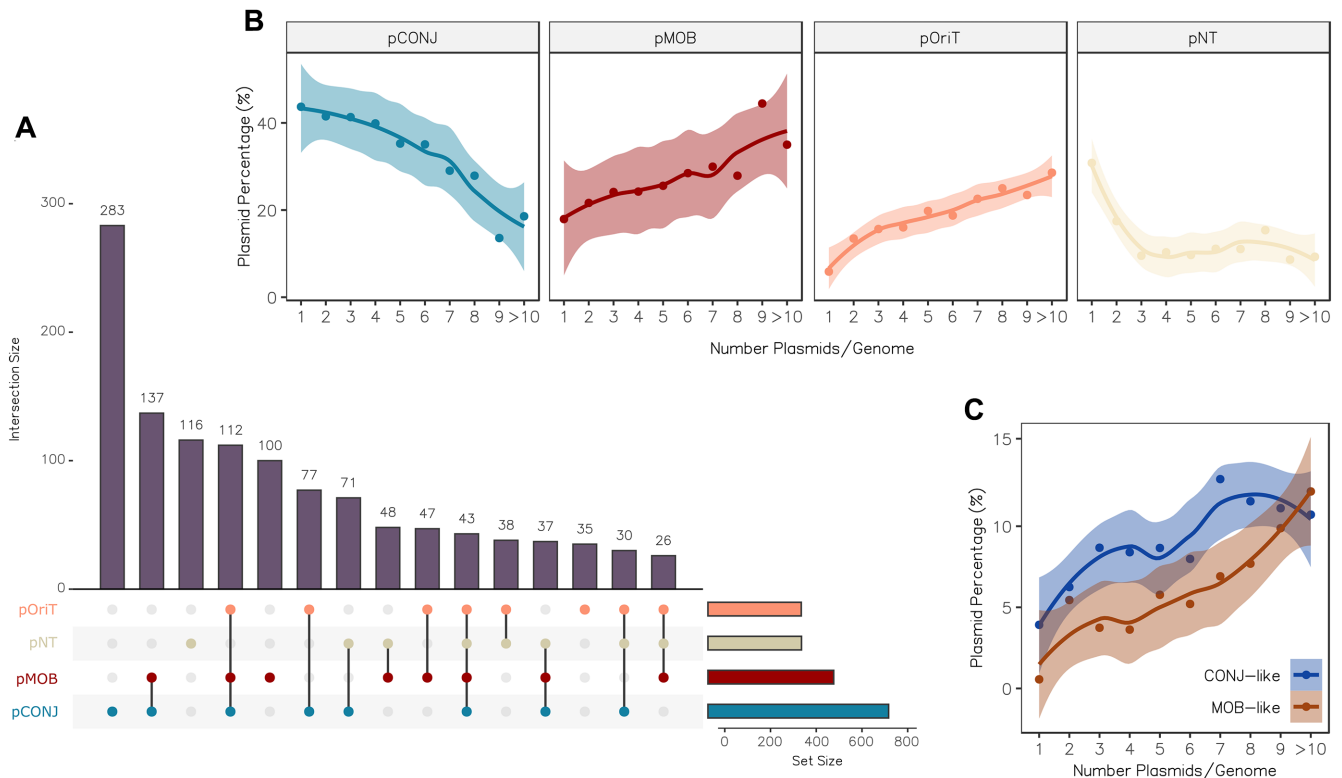 B
pCONJ
pMOB
pOriT
pNT
Plasmid Percentage (%)
40
20
0
1 2 3 4 5 6 7 8 9 >10
1 2 3 4 5 6 7 8 9 >10
1 2 3 4 5 6 7 8 9 >10
1 2 3 4 5 6 7 8 9 >10
Number Plasmids/Genome
A
Intersection Size
300
200
100
0
283
137
116
112
100
77
71
48
47
43
38
37
35
30
26
pOriT
pNT
pMOB
pCONJ
0 200 400 600 800
Set Size
C
Plasmid Percentage (%)
15
10
5
0
CONJ-like
MOB-like
1 2 3 4 5 6 7 8 9 >10
Number Plasmids/Genome